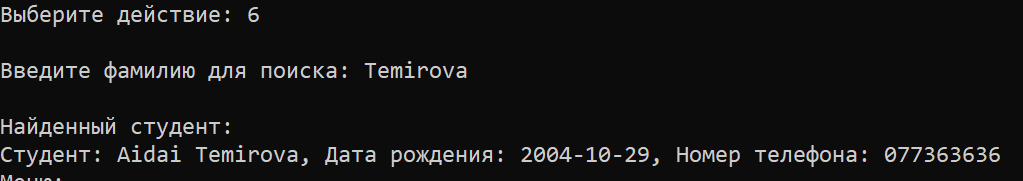 Выберите действие: 6
Введите фамилию для поиска: Temirova
Найденный студент:
Студент: Aidai Temirova, Дата рождения: 2004-10-29, Номер телефона: 077363636
Меню: